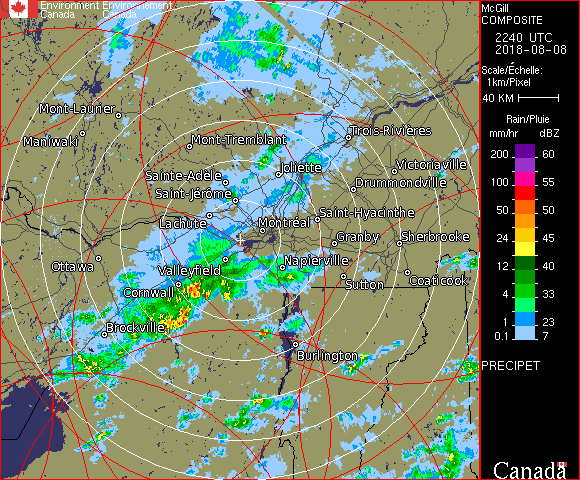 Environment Environnement
Canada Canada
McGill
COMPOSITE
2240 UTC
2018-08-08
Scale/Échelle:
1km/Pixel
40 KM
Rain/Pluie
mm/hr dBZ
200 60
100 55
50 50
24 45
12 40
4 33
1 23
0.1 7
PRECIPET
Canada
Mont-Laurier
Maniwaki
Mont-Tremblant
Trois-Rivières
Sainte-Adèle
Joliette
Victoriaville
Saint-Jérôme
Drummondville
Lachute
Montréal
Saint-Hyacinthe
Granby
Sherbrooke
Ottawa
Valleyfield
Napierville
Cornwall
Sutton
Coaticook
Brockville
Burlington